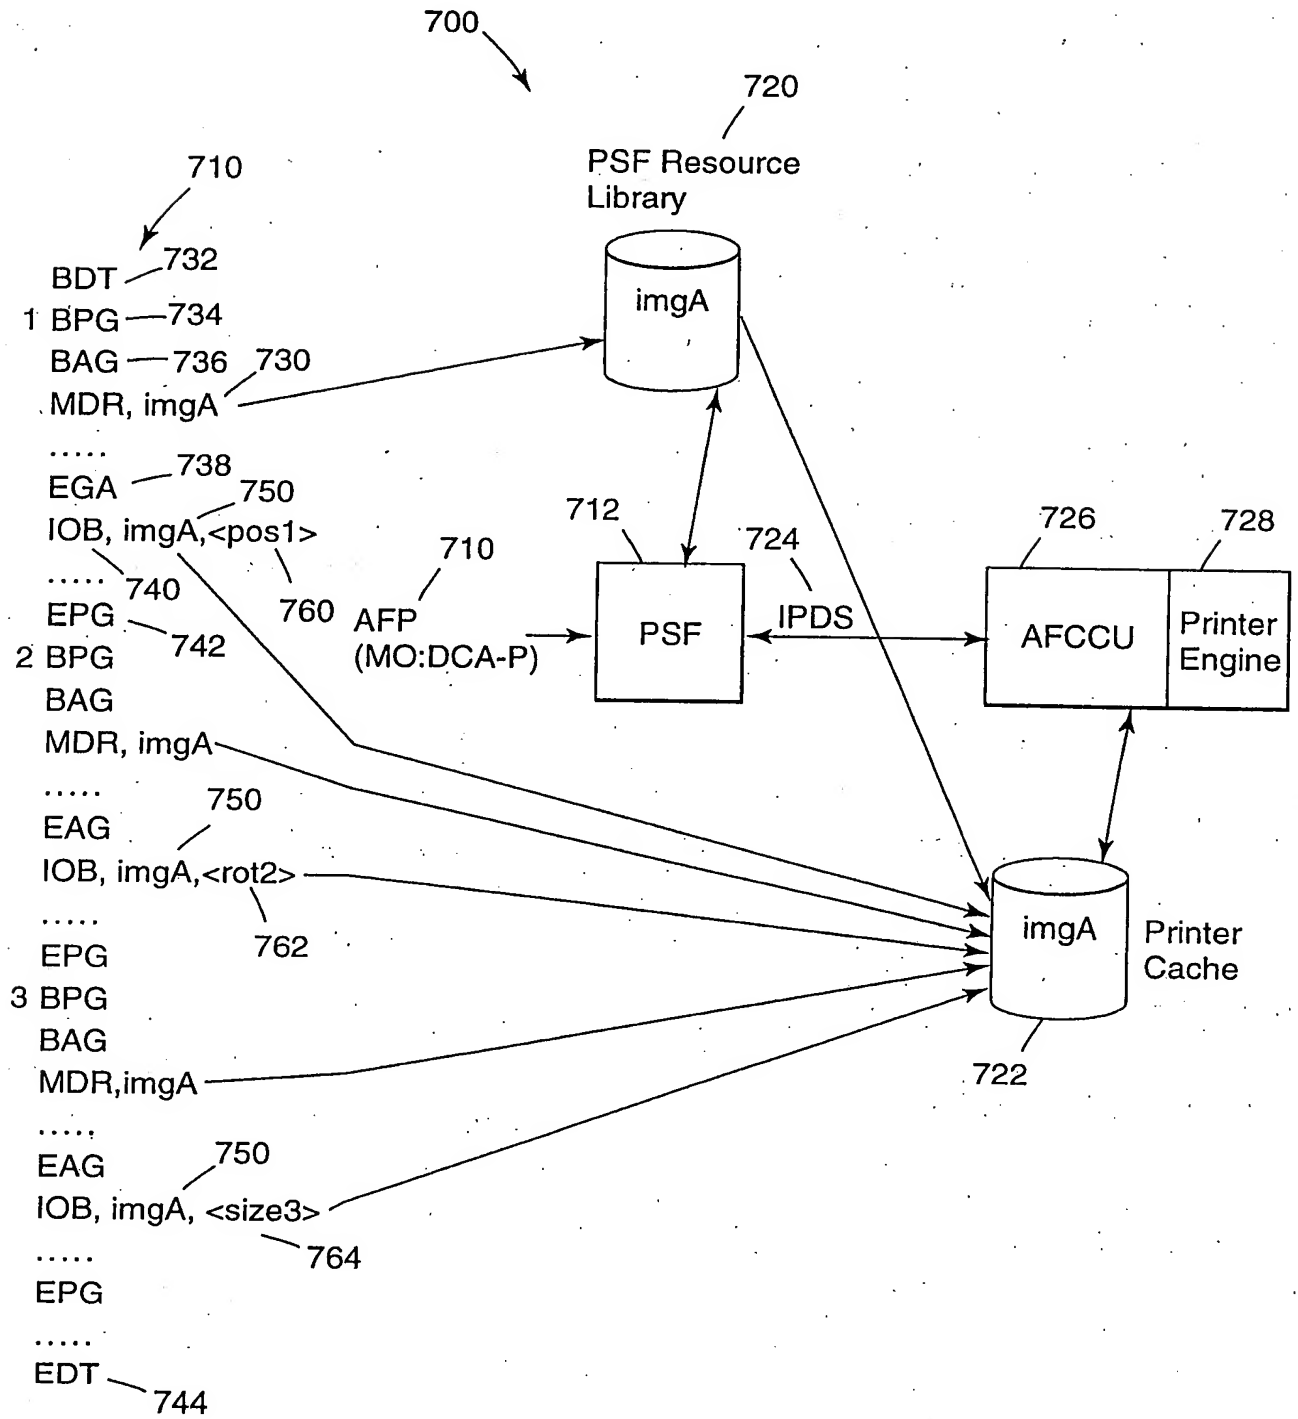 700
720
PSF Resource
Library
imgA
710
BDT 732
1 BPG 734
BAG 736
730
MDR, imgA
.....
EGA 738
750
IOB, imgA,<pos1>
740
760
.....
EPG 742
2 BPG
BAG
MDR, imgA
.....
750
EAG
IOB, imgA,<rot2>
762
.....
EPG
3 BPG
BAG
MDR,imgA
.....
750
EAG
IOB, imgA, <size3>
764
.....
EPG
.....
EDT
744
710
AFP
(MO:DCA-P)
712
PSF
724
IPDS
726
AFCCU
728
Printer
Engine
imgA
Printer
Cache
722